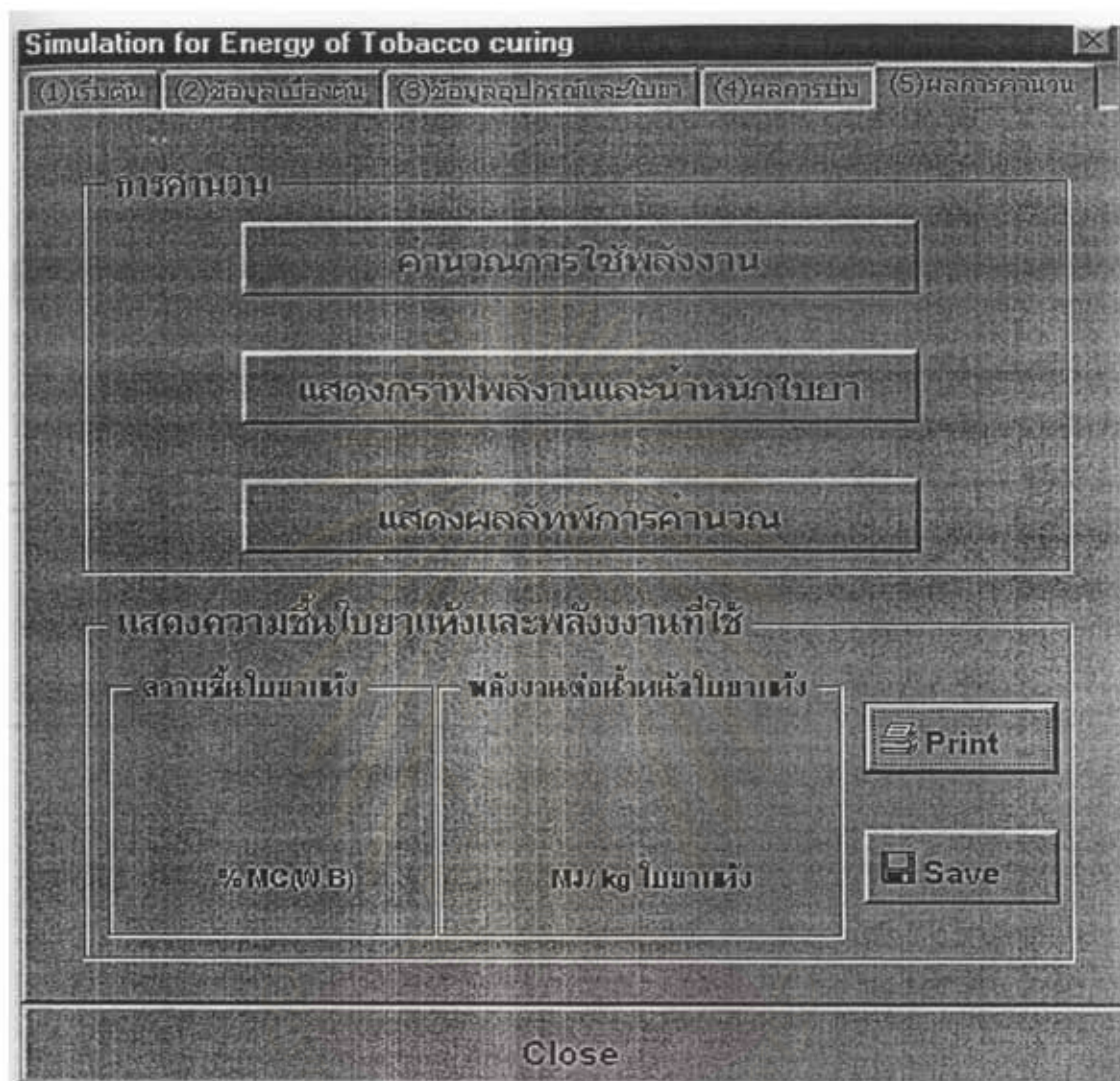 Simulation for Energy of Tobacco curing
(1)เริ่มต้น (2)ข้อมูลเบื้องต้น (3)ข้อมูลอุปกรณ์และใบยา (4)ผลการบ่ม (5)ผลการคำนวน
การคำนวน
คำนวณการใช้พลังงาน
แสดงกราฟพลังานและน้ำหนักใบยา
แสดงผลลัทพ์การคำนวณ
แสดงความชื้นใบยาแห้งและพลังงงานที่ใช้
ความชื้นใบยาแห้ง พลังงานต่อน้ำหนักใบยาแห้ง
Print
%MC(W.B) MJ/kg ใบยาแห้ง
Save
Close